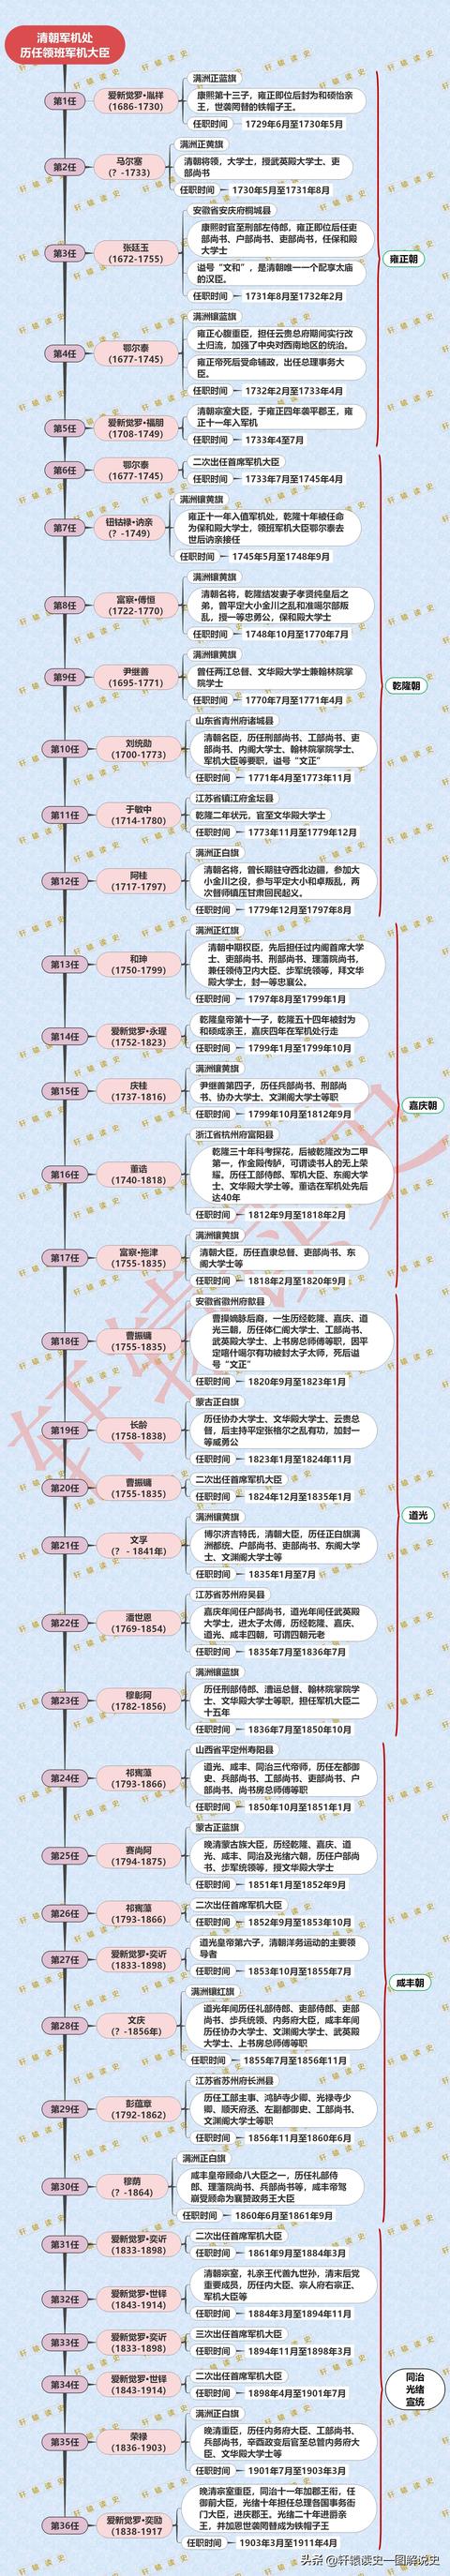 清朝军机处
历任领班军机大臣
第1任
爱新觉罗•胤祥
(1686-1730)
满洲正蓝旗
康熙第十三子，雍正即位后封为和硕怡亲
王，世袭罔替的铁帽子王。
任职时间
1729年6月至1730年5月
第2任
马尔塞
(？-1733)
满洲正黄旗
清朝将领，大学士，授武英殿大学士、吏
部尚书
任职时间
1730年5月至1731年8月
第3任
张廷玉
(1672-1755)
安徽省安庆府桐城县
康熙时官至刑部左侍郎，雍正即位后任吏
部尚书、户部尚书、吏部尚书，任保和殿
大学士
谥号“文和”，是清朝唯一一个配享太庙
的汉臣。
任职时间
1731年8月至1732年2月
第4任
鄂尔泰
(1677-1745)
满洲镶蓝旗
雍正心腹重臣，担任云贵总府期间实行改
土归流，加强了中央对西南地区的统治。
雍正帝死后受命辅政，出任总理事务大
臣。
任职时间
1732年2月至1733年4月
第5任
爱新觉罗•福朋
(1708-1749)
清朝宗室大臣，于雍正四年袭平郡王，雍
正十一年入军机
任职时间
1733年4至7月
雍正朝
第6任
鄂尔泰
(1677-1745)
二次出任首席军机大臣
任职时间
1733年7月至1745年4月
第7任
钮钴禄•讷亲
(？-1749)
满洲镶黄旗
雍正十一年入值军机处，乾隆十年被任命
为保和殿大学士，领班军机大臣鄂尔泰去
世后讷亲接任
任职时间
1745年5月至1748年9月
第8任
富察•傅恒
(1722-1770)
满洲镶黄旗
清朝名将，乾隆结发妻子孝贤纯皇后之
弟，曾平定大小金川之乱和准噶尔部叛
乱，授一等忠勇公，保和殿大学士
任职时间
1748年10月至1770年7月
第9任
尹继善
(1695-1771)
满洲镶黄旗
曾任两江总督、文华殿大学士兼翰林院掌
院学士
任职时间
1770年7月至1771年4月
第10任
刘统勋
(1700-1773)
山东省青州府诸城县
清朝名臣，历任刑部尚书、工部尚书、吏
部尚书、内阁大学士、翰林院掌院学士、
军机大臣等要职，谥号“文正”
任职时间
1771年4月至1773年11月
第11任
于敏中
(1714-1780)
江苏省镇江府金坛县
乾隆二年状元，官至文华殿大学士
任职时间
1773年11月至1779年12月
第12任
阿桂
(1717-1797)
满洲正白旗
清朝名将，曾长期驻守西北边疆，参加大
小金川之役，参与平定大小和卓叛乱，两
次督师镇压甘肃回民起义。
任职时间
1779年12月至1797年8月
乾隆朝
第13任
和珅
(1750-1799)
满洲正红旗
清朝中期权臣，先后担任过内阁首席大学
士、吏部尚书、刑部尚书、理藩院尚书，
兼任领侍卫内大臣、步军统领等，拜文华
殿大学士，封一等忠襄公。
任职时间
1797年8月至1799年1月
第14任
爱新觉罗•永瑆
(1752-1823)
乾隆皇帝第十一子，乾隆五十四年被封为
和硕成亲王，嘉庆四年在军机处行走
任职时间
1799年1月至1799年10月
第15任
庆桂
(1737-1816)
满洲镶黄旗
尹继善第四子，历任兵部尚书、刑部尚
书、协办大学士、文渊阁大学士等职
任职时间
1799年10月至1812年9月
第16任
董诰
(1740-1818)
浙江省杭州府富阳县
乾隆三十年科考探花，后被乾隆改为二甲
第一，作金殿传胪，可谓读书人的无上荣
耀。历任工部侍郎、军机大臣、东阁大学
士、文华殿大学士等。董诰在军机处先后
达40年
任职时间
1812年9月至1818年2月
第17任
富察•拖津
(1755-1835)
满洲镶黄旗
清朝大臣，历任直隶总督、吏部尚书、东
阁大学士等
任职时间
1818年2月至1820年9月
嘉庆朝
第18任
曹振镛
(1755-1835)
安徽省徽州府歙县
曹操嫡脉后裔，一生历经乾隆、嘉庆、道
光三朝，历任体仁阁大学士、工部尚书、
武英殿大学士、上书房总师傅等职，因平
定喀什噶尔有功被封太子太师，死后谥
号“文正”
任职时间
1820年9月至1823年1月
第19任
长龄
(1758-1838)
蒙古正白旗
历任协办大学士、文华殿大学士、云贵总
督，后主持平定张格尔之乱有功，加封一
等威勇公
任职时间
1823年1月至1824年11月
第20任
曹振镛
(1755-1835)
二次出任首席军机大臣
任职时间
1824年12月至1835年1月
第21任
文孚
(？ - 1841年)
满洲镶黄旗
博尔济吉特氏，清朝大臣，历任正白旗满
洲都统、户部尚书、吏部尚书、东阁大学
士、文渊阁大学士等
任职时间
1835年1月至7月
第22任
潘世恩
(1769-1854)
江苏省苏州府吴县
嘉庆年间任户部尚书，道光年间任武英殿
大学士，进太子太傅，历经乾隆、嘉庆、
道光、咸丰四朝，可谓四朝元老
任职时间
1835年7月至1836年7月
第23任
穆彰阿
(1782-1856)
满洲镶蓝旗
历任刑部侍郎、漕运总督、翰林院掌院学
士、文华殿大学士等职，担任军机大臣二
十五年
任职时间
1836年7月至1850年10月
道光
第24任
祁寯藻
(1793-1866)
山西省平定州寿阳县
道光、咸丰、同治三代帝师，历任左都御
史、兵部尚书、工部尚书、吏部尚书、户
部尚书、尚书房总师傅等职
任职时间
1850年10月至1851年1月
第25任
赛尚阿
(1794-1875)
蒙古正蓝旗
晚清蒙古族大臣，历经乾隆、嘉庆、道
光、咸丰、同治及光绪六朝，历任户部尚
书、步军统领等，授文华殿大学士
任职时间
1851年1月至1852年9月
第26任
祁寯藻
(1793-1866)
二次出任首席军机大臣
任职时间
1852年9月至1853年10月
第27任
爱新觉罗•奕䜣
(1833-1898)
道光皇帝第六子，清朝洋务运动的主要领
导者
任职时间
1853年10月至1855年7月
第28任
文庆
(？-1856年)
满洲镶红旗
道光年间历任礼部侍郎、吏部侍郎、吏部
尚书、步兵统领、内务府大臣，咸丰年间
历任协办大学士、文渊阁大学士、武英殿
大学士、上书房总师傅等职
任职时间
1855年7月至1856年11月
第29任
彭蕴章
(1792-1862)
江苏省苏州府长洲县
历任工部主事、鸿胪寺少卿、光禄寺少
卿、顺天府丞、左副都御史、工部尚书、
文渊阁大学士等职
任职时间
1856年11月至1860年6月
第30任
穆荫
(？-1864)
满洲正白旗
咸丰皇帝顾命八大臣之一，历任礼部侍
郎、理藩院尚书、兵部尚书等，咸丰帝驾
崩受顾命为襄赞政务王大臣
任职时间
1860年6月至1861年9月
咸丰朝
第31任
爱新觉罗•奕䜣
(1833-1898)
二次出任首席军机大臣
任职时间
1861年9月至1884年3月
第32任
爱新觉罗•世铎
(1843-1914)
清朝宗室，礼亲王代善九世孙，清末后党
重要成员，历任内大臣、宗人府右宗正、
军机大臣等
任职时间
1884年3月至1894年11月
第33任
爱新觉罗•奕䜣
(1833-1898)
三次出任首席军机大臣
任职时间
1894年11月至1898年3月
第34任
爱新觉罗•世铎
(1843-1914)
二次出任首席军机大臣
任职时间
1898年4月至1901年7月
第35任
荣禄
(1836-1903)
满洲正白旗
晚清重臣，历任内务府大臣、工部尚书、
兵部尚书，辛酉政变后官至总管内务府大
臣、文华殿大学士等
任职时间
1901年7月至1903年3月
第36任
爱新觉罗•奕劻
(1838-1917
晚清宗室重臣，同治十一年加郡王衔，任
御前大臣，光绪十年担任总理各国事务衙
门大臣，进庆郡王。光绪二十年进爵亲
王，并加恩世袭罔替成为铁帽子王
任职时间
1903年3月至1911年4月
同治
光绪
宣统
轩辕读史
头条 @轩辕读史一图解说史